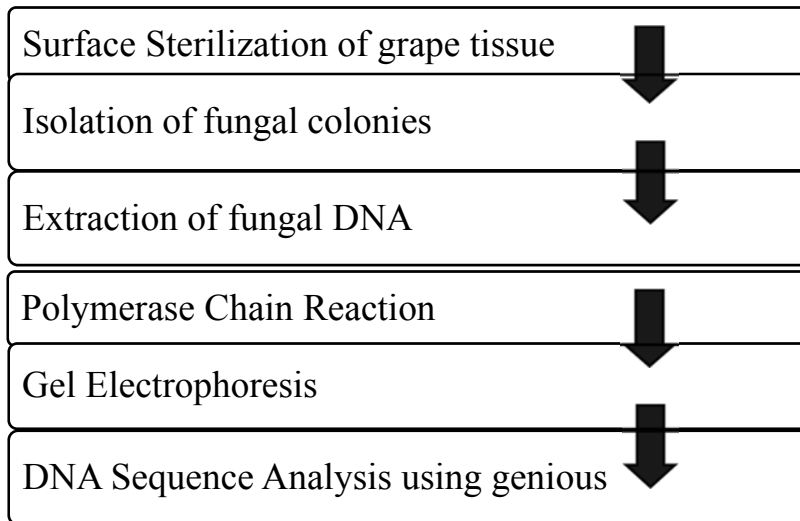 Surface Sterilization of grape tissue
Isolation of fungal colonies
Extraction of fungal DNA
Polymerase Chain Reaction
Gel Electrophoresis
DNA Sequence Analysis using genious